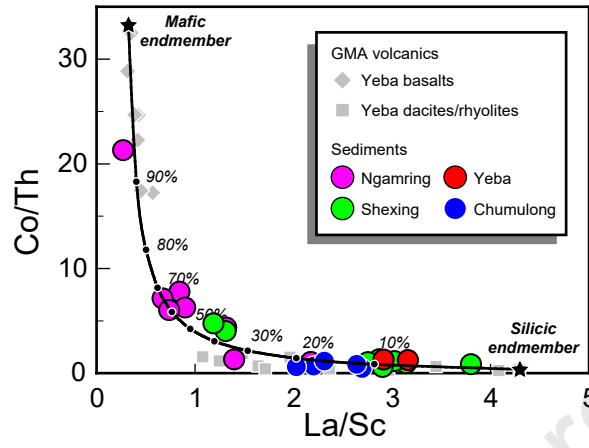 Mafic
endmember
GMA volcanics
Yeba basalts
Yeba dacites/rhyolites
Sediments
Ngamring
Yeba
Shexing
Chumulong
30
20
10
0
Co/Th
90%
80%
70%
50%
30%
20%
10%
Silicic
endmember
0
1
2
3
4
5
La/Sc